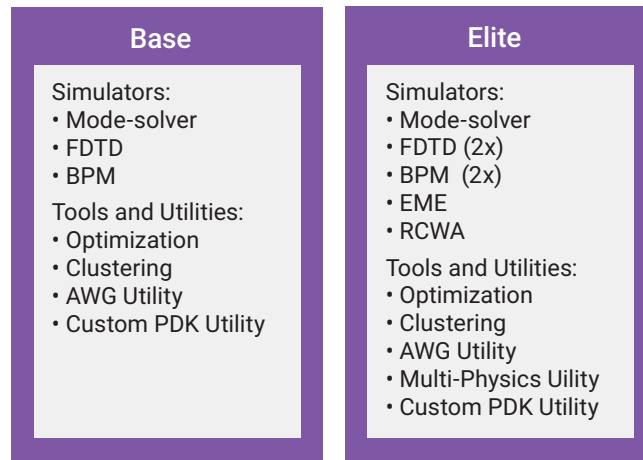 Base
Simulators:
• Mode-solver
• FDTD
• BPM
Tools and Utilities:
• Optimization
• Clustering
• AWG Utility
• Custom PDK Utility
Elite
Simulators:
• Mode-solver
• FDTD (2x)
• BPM  (2x)
• EME
• RCWA
Tools and Utilities:
• Optimization
• Clustering
• AWG Utility
• Multi-Physics Uility
• Custom PDK Utility